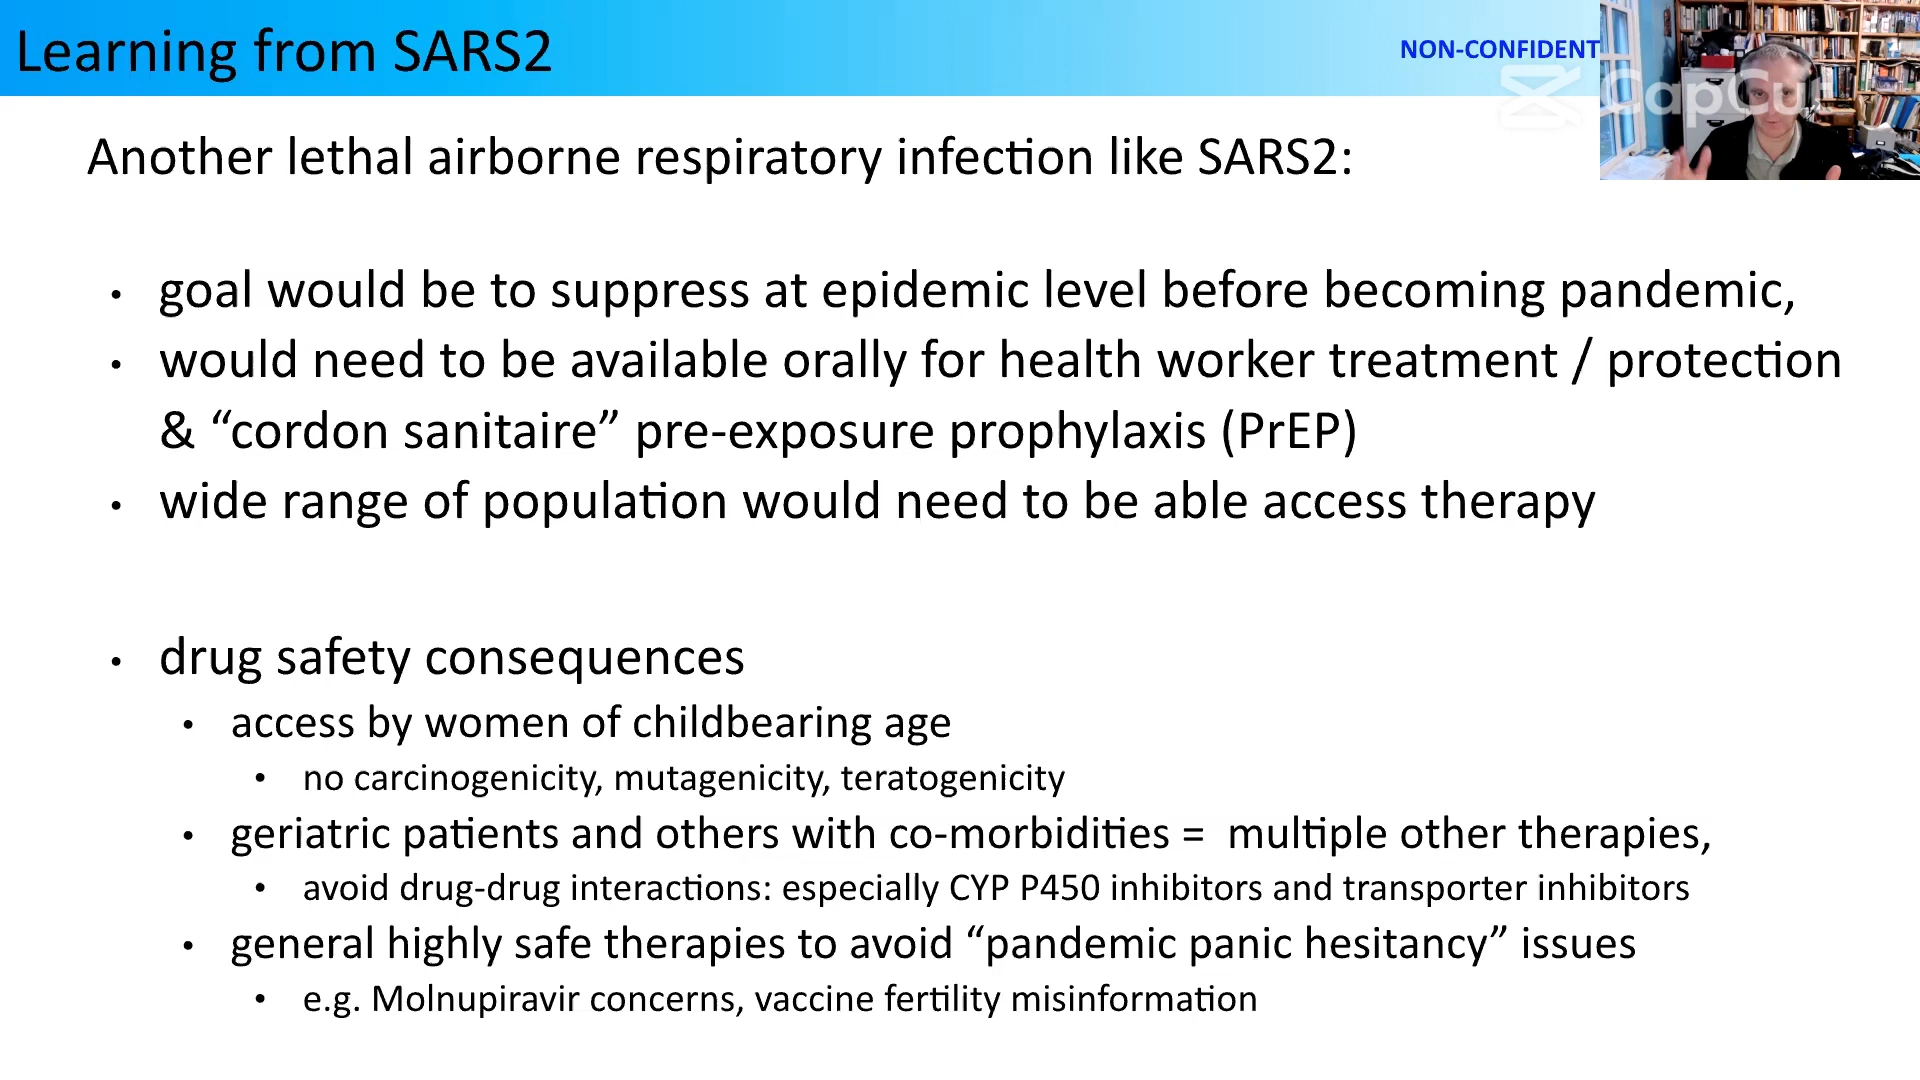 Learning from SARS2
NON-CONFIDENT
CapCut
Another lethal airborne respiratory infection like SARS2:
• goal would be to suppress at epidemic level before becoming pandemic,
• would need to be available orally for health worker treatment / protection
& “cordon sanitaire” pre-exposure prophylaxis (PrEP)
• wide range of population would need to be able access therapy
• drug safety consequences
• access by women of childbearing age
• no carcinogenicity, mutagenicity, teratogenicity
• geriatric patients and others with co-morbidities = multiple other therapies,
• avoid drug-drug interactions: especially CYP P450 inhibitors and transporter inhibitors
• general highly safe therapies to avoid “pandemic panic hesitancy” issues
• e.g. Molnupiravir concerns, vaccine fertility misinformation